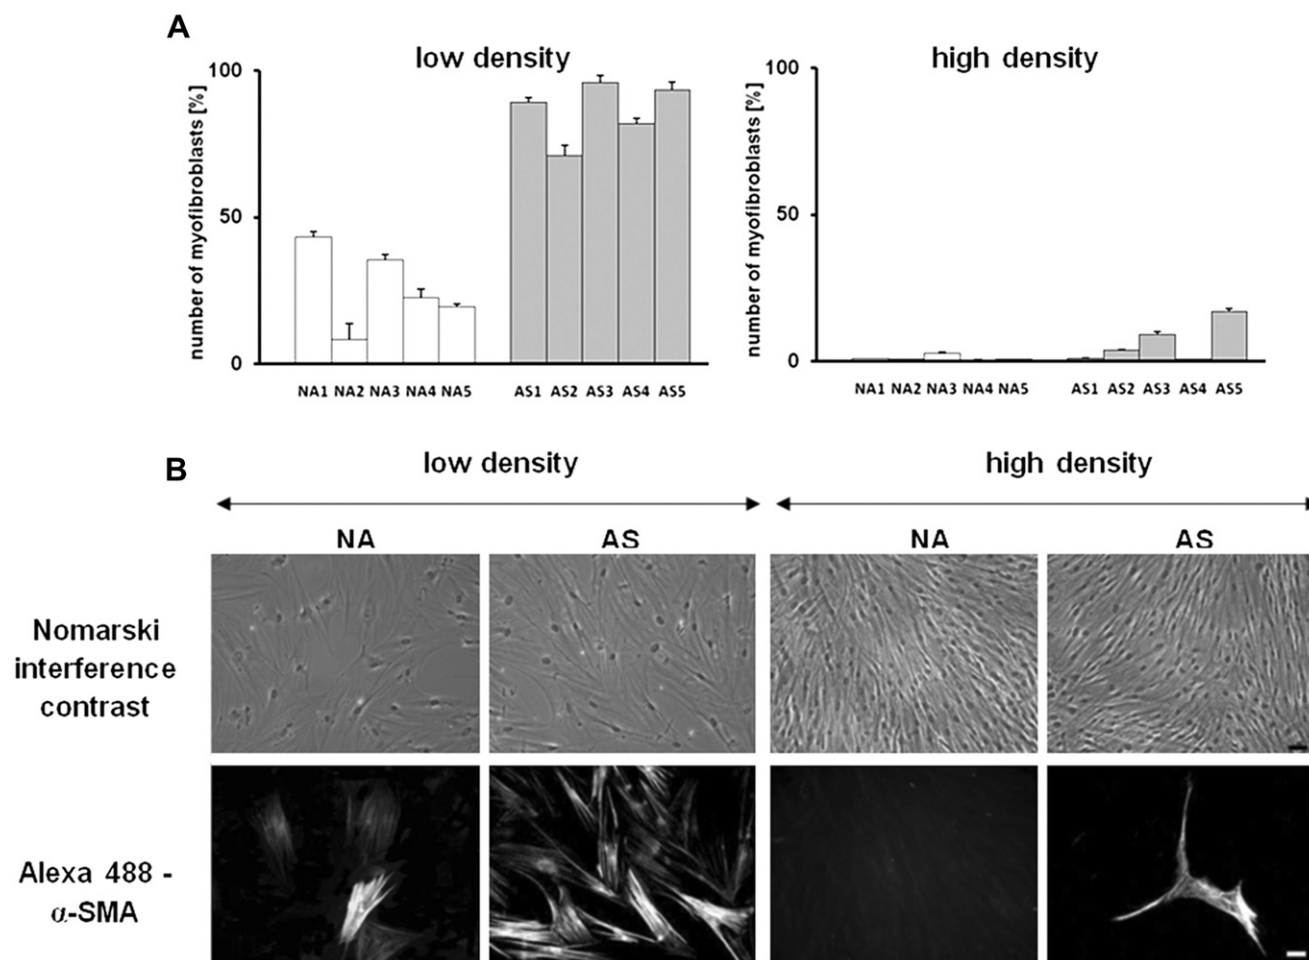 A
low density
high density
number of myofibroblasts [%]
100
50
0
NA1 NA2 NA3 NA4 NA5 AS1 AS2 AS3 AS4 AS5
number of myofibroblasts [%]
100
50
0
NA1 NA2 NA3 NA4 NA5 AS1 AS2 AS3 AS4 AS5
B
low density
high density
NA AS NA AS
Nomarski
interference
contrast
Alexa 488 -
α-SMA